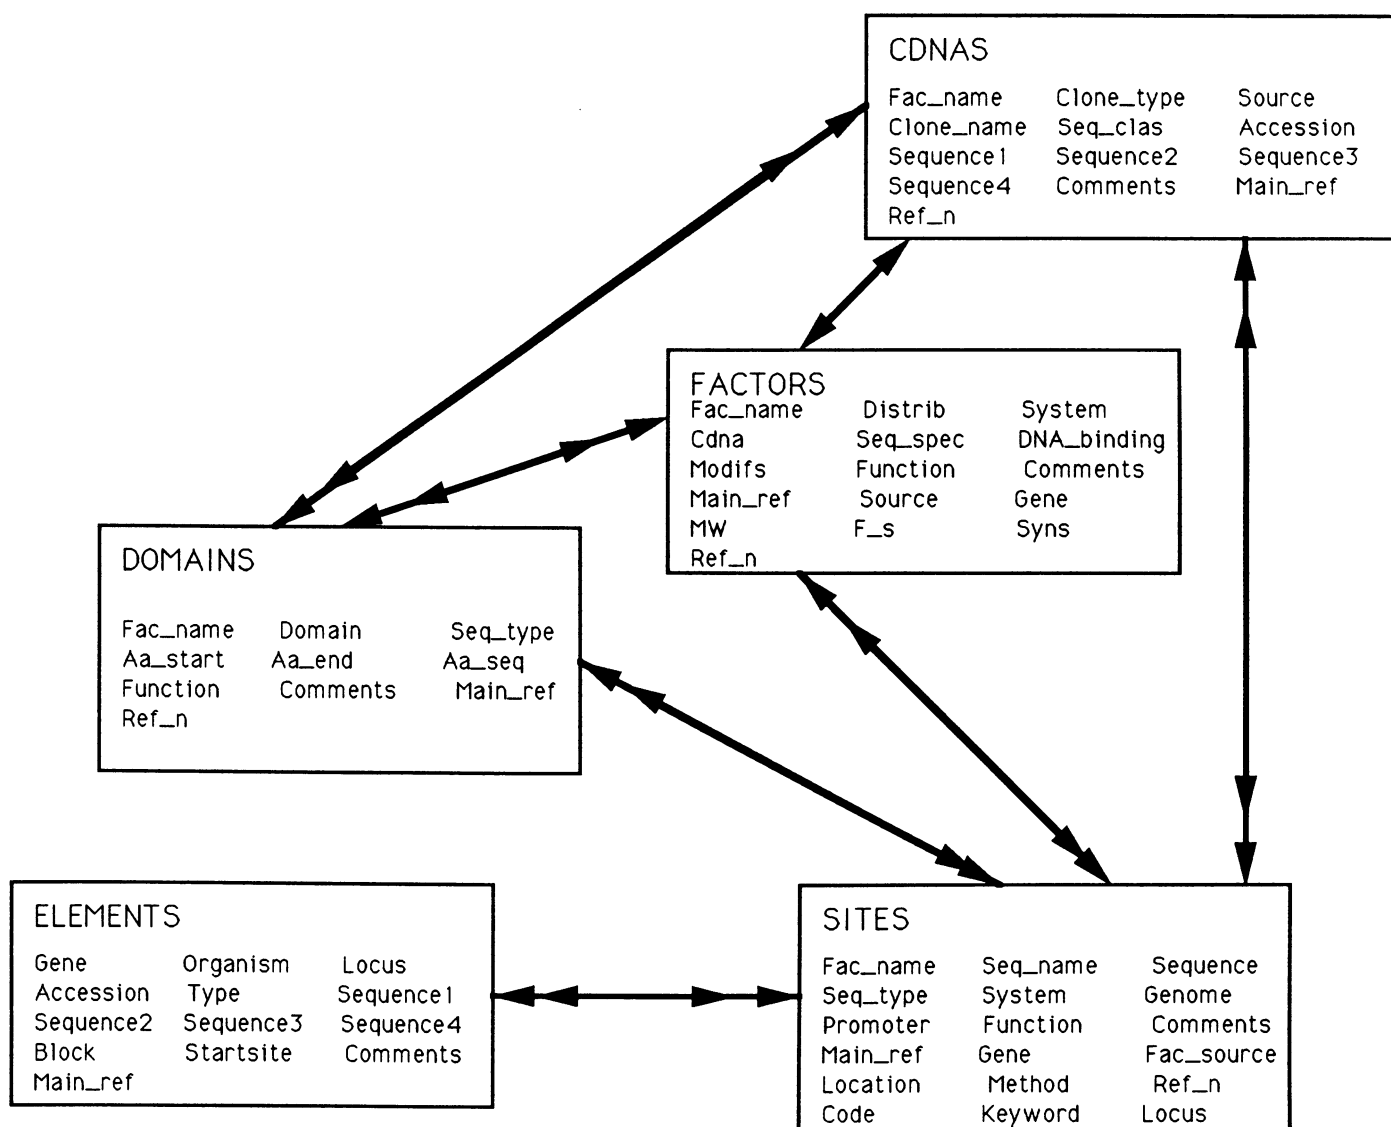 CDNAS
Fac_name Clone_type Source
Clone_name Seq_clas Accession
Sequence1 Sequence2 Sequence3
Sequence4 Comments Main_ref
Ref_n
FACTORS
Fac_name Distrib System
Cdna Seq_spec DNA_binding
Modifs Function Comments
Main_ref Source Gene
MW F_s Syns
Ref_n
DOMAINS
Fac_name Domain Seq_type
Aa_start Aa_end Aa_seq
Function Comments Main_ref
Ref_n
ELEMENTS
Gene Organism Locus
Accession Type Sequence1
Sequence2 Sequence3 Sequence4
Block Startsite Comments
Main_ref
SITES
Fac_name Seq_name Sequence
Seq_type System Genome
Promoter Function Comments
Main_ref Gene Fac_source
Location Method Ref_n
Code Keyword Locus